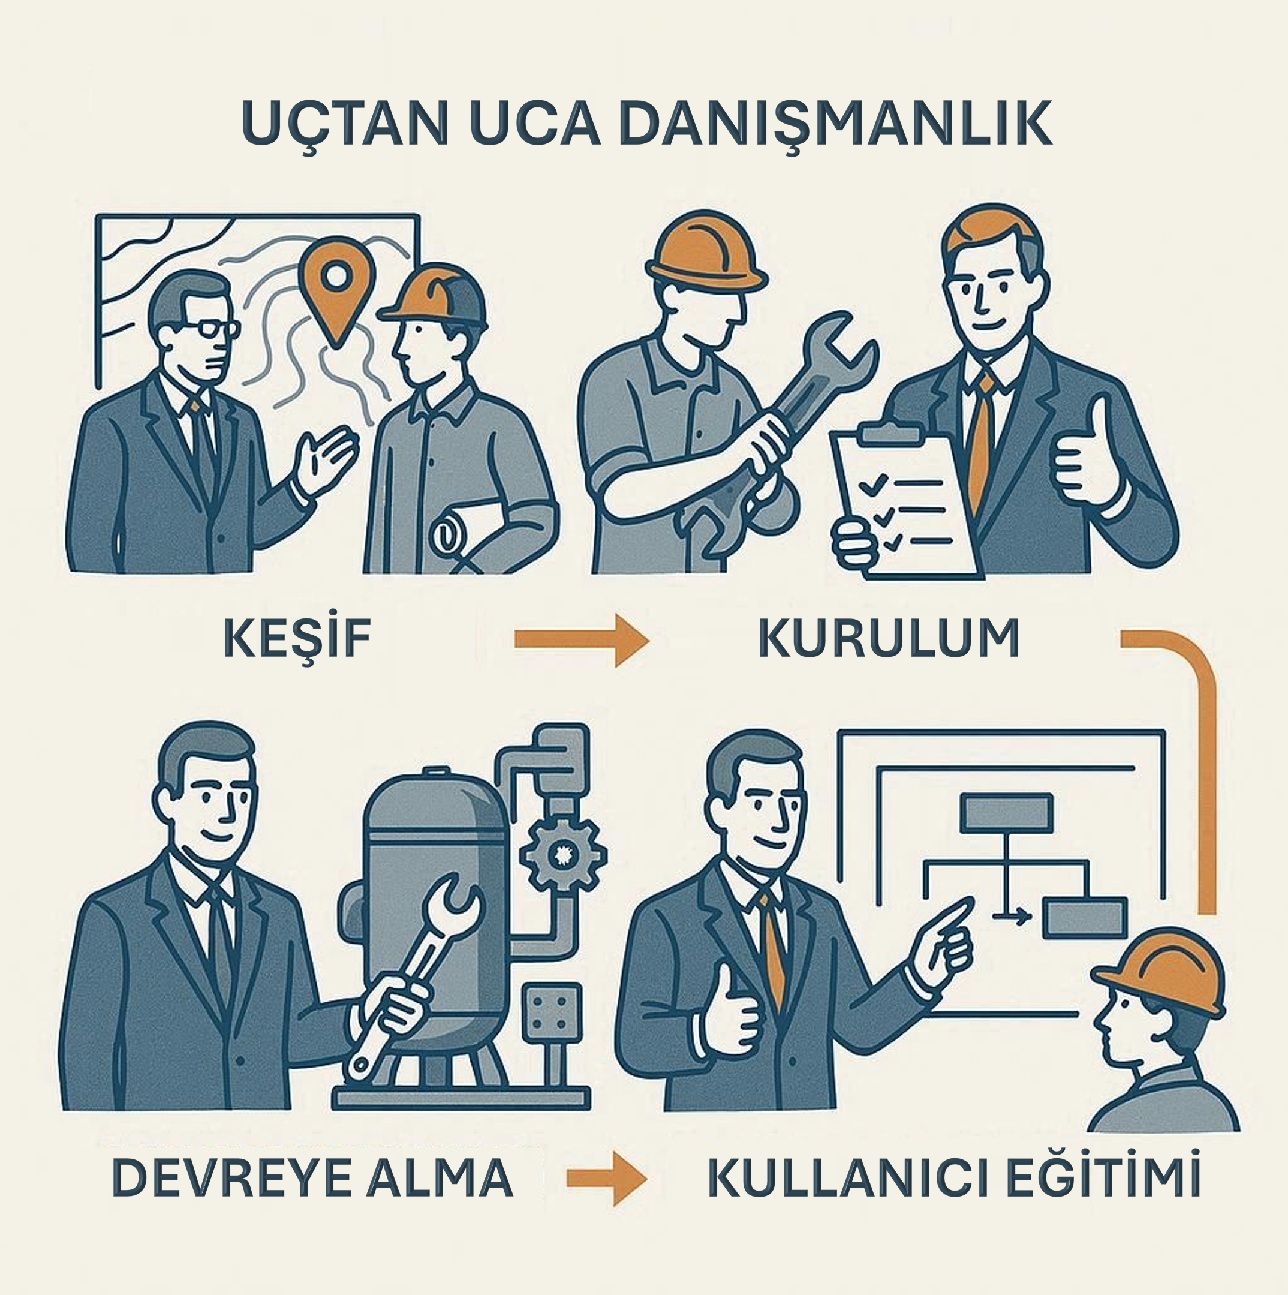 UÇTAN UCA DANIŞMANLIK
KEŞİF
KURULUM
DEVREYE ALMA
KULLANICI EĞİTİMİ